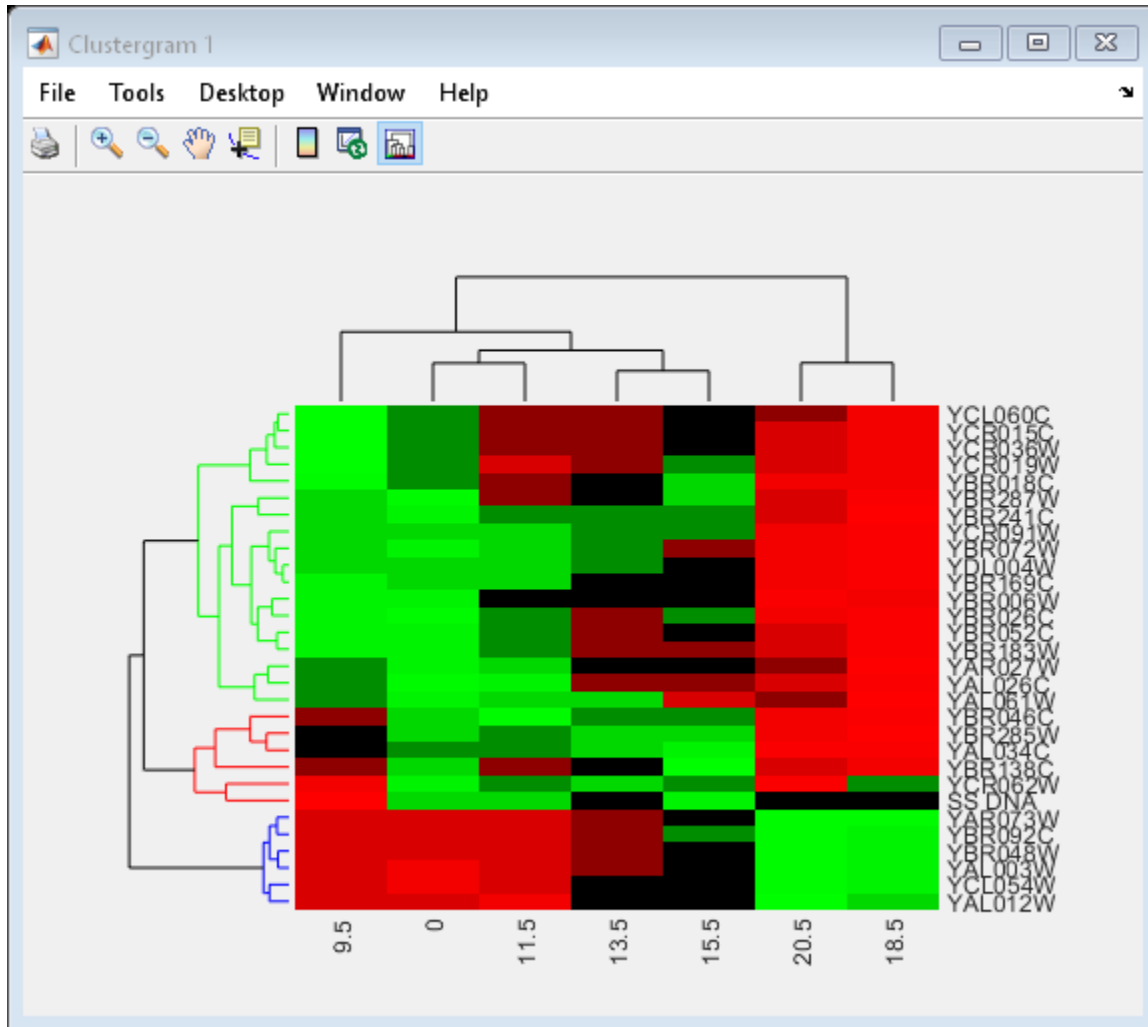 Clustergram 1
File Tools Desktop Window Help
YCL060C
YCR015C
YCR036W
YCR019W
YBR018C
YBR287W
YBR241C
YCR091W
YBR072W
YDL004W
YBR169C
YBR006W
YBR026C
YBR052C
YBR183W
YAR027W
YAL026C
YAL061W
YBR046C
YBR285W
YAL034C
YBR138C
YCR062W
SS DNA
YAR073W
YBR092C
YBR048W
YAL003W
YCL054W
YAL012W
9.5 0 11.5 13.5 15.5 20.5 18.5